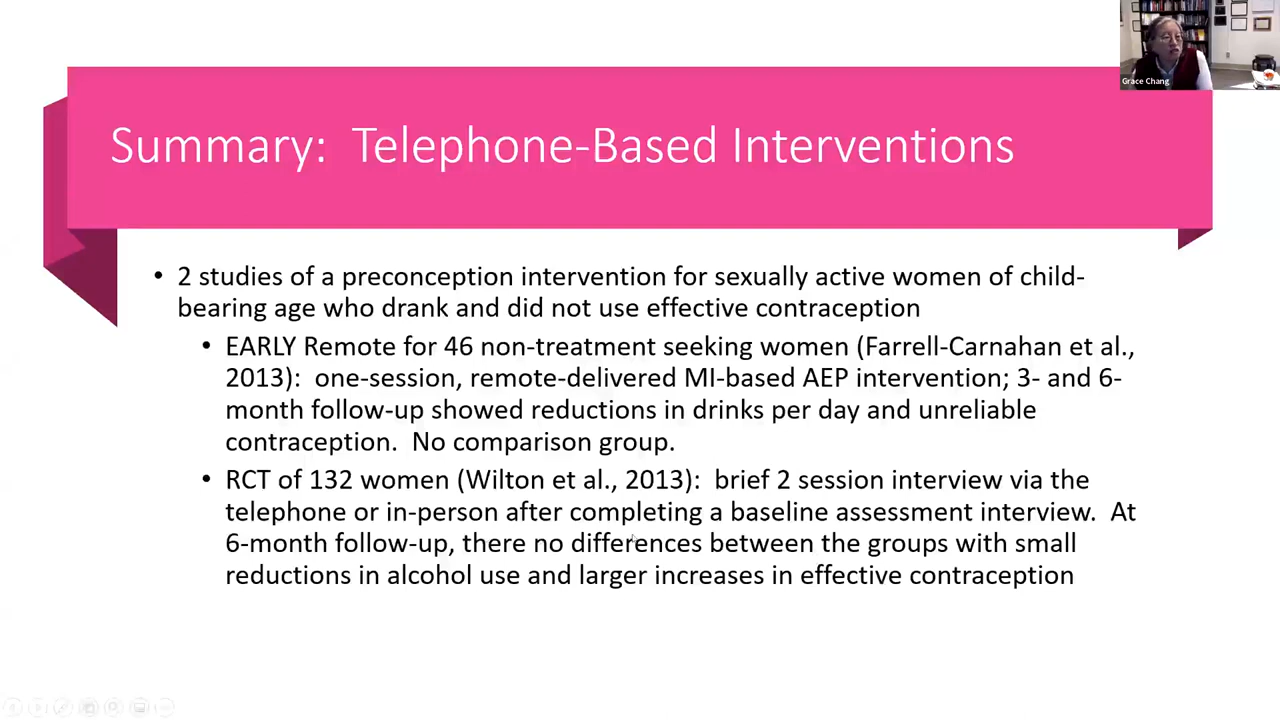 Grace Chang
Summary: Telephone-Based Interventions
• 2 studies of a preconception intervention for sexually active women of child-
bearing age who drank and did not use effective contraception
• EARLY Remote for 46 non-treatment seeking women (Farrell-Carnahan et al.,
2013): one-session, remote-delivered MI-based AEP intervention; 3- and 6-
month follow-up showed reductions in drinks per day and unreliable
contraception. No comparison group.
• RCT of 132 women (Wilton et al., 2013): brief 2 session interview via the
telephone or in-person after completing a baseline assessment interview. At
6-month follow-up, there no differences between the groups with small
reductions in alcohol use and larger increases in effective contraception